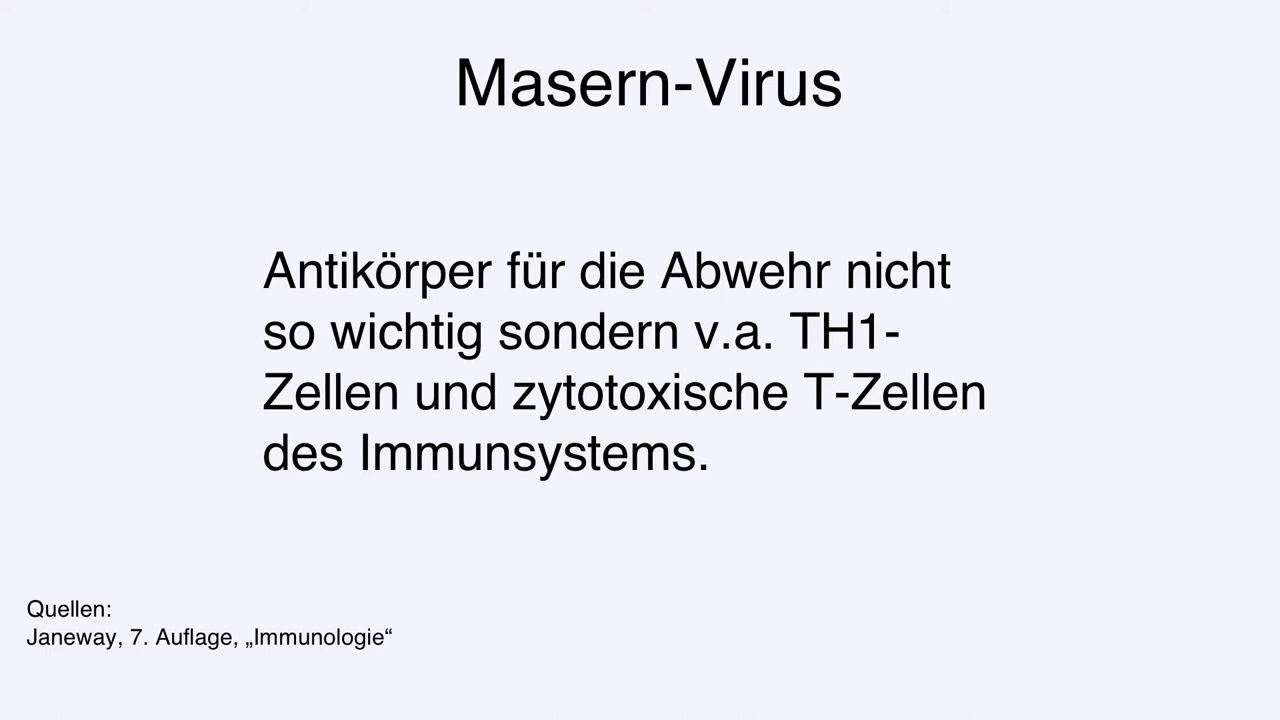 Masern-Virus
Antikörper für die Abwehr nicht
so wichtig sondern v.a. TH1-
Zellen und zytotoxische T-Zellen
des Immunsystems.
Quellen:
Janeway, 7. Auflage, „Immunologie“